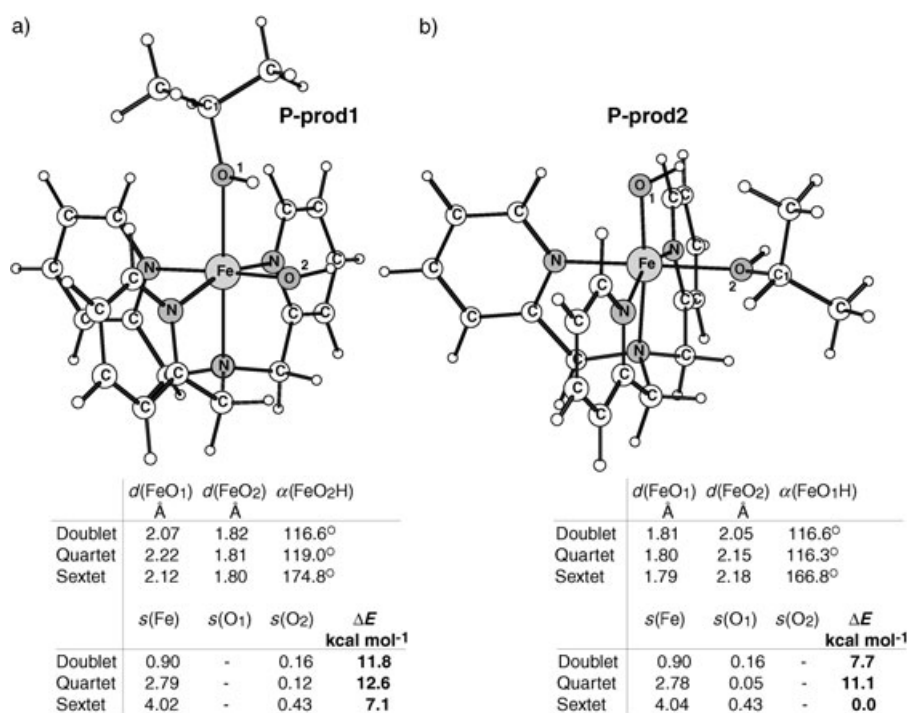 a)
b)
P-prod1
P-prod2
d(FeO1) d(FeO2) α(FeO2H)
Å Å
Doublet 2.07 1.82 116.6°
Quartet 2.22 1.81 119.0°
Sextet 2.12 1.80 174.8°
s(Fe) s(O1) s(O2) ΔE
kcal mol-1
Doublet 0.90 - 0.16 11.8
Quartet 2.79 - 0.12 12.6
Sextet 4.02 - 0.43 7.1
d(FeO1) d(FeO2) α(FeO1H)
Å Å
Doublet 1.81 2.05 116.6°
Quartet 1.80 2.15 116.3°
Sextet 1.79 2.18 166.8°
s(Fe) s(O1) s(O2) ΔE
kcal mol-1
Doublet 0.90 0.16 - 7.7
Quartet 2.78 0.05 - 11.1
Sextet 4.04 0.43 - 0.0